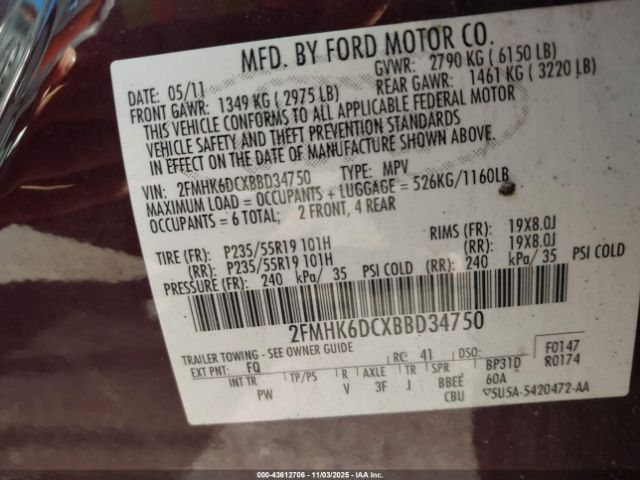 MFD. BY FORD MOTOR CO.
DATE: 05/11 GVWR: 2790 KG ( 6150 LB)
FRONT GAWR: 1349 KG ( 2975 LB) REAR GAWR: 1461 KG ( 3220 LB)
THIS VEHICLE CONFORMS TO ALL APPLICABLE FEDERAL MOTOR
VEHICLE SAFETY AND THEFT PREVENTION STANDARDS
IN EFFECT ON THE DATE OF MANUFACTURE SHOWN ABOVE.
VIN: 2FMHK6DCXBBD34750 TYPE: MPV
MAXIMUM LOAD = OCCUPANTS + LUGGAGE = 526KG/1160LB
OCCUPANTS = 6 TOTAL; 2 FRONT, 4 REAR
TIRE (FR): P235/55R19 101H RIMS (FR): 19X8.0J
(RR): P235/55R19 101H (RR): 19X8.0J
PRESSURE (FR): 240 kPa/ 35 PSI COLD (RR): 240 kPa/ 35 PSI COLD
2FMHK6DCXBBD34750
TRAILER TOWING - SEE OWNER GUIDE
F0147
R0174
EXT PNT: FQ RC: 41 DSO:
INT TR TP/PS R AXLE TR SPR BP31D
PW V 3F J BBEE 60A
CBU 5U5A-5420472-AA
000-43612706 - 11/03/2025 - IAA Inc.